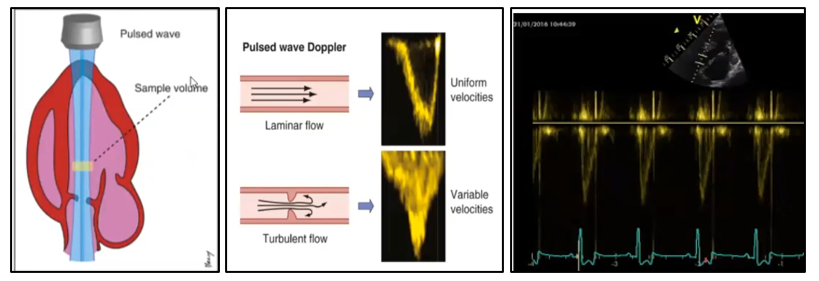 Pulsed wave
Sample volume
Pulsed wave Doppler
Laminar flow
Uniform
velocities
Turbulent flow
Variable
velocities
21/01/2016 10:44:39
V